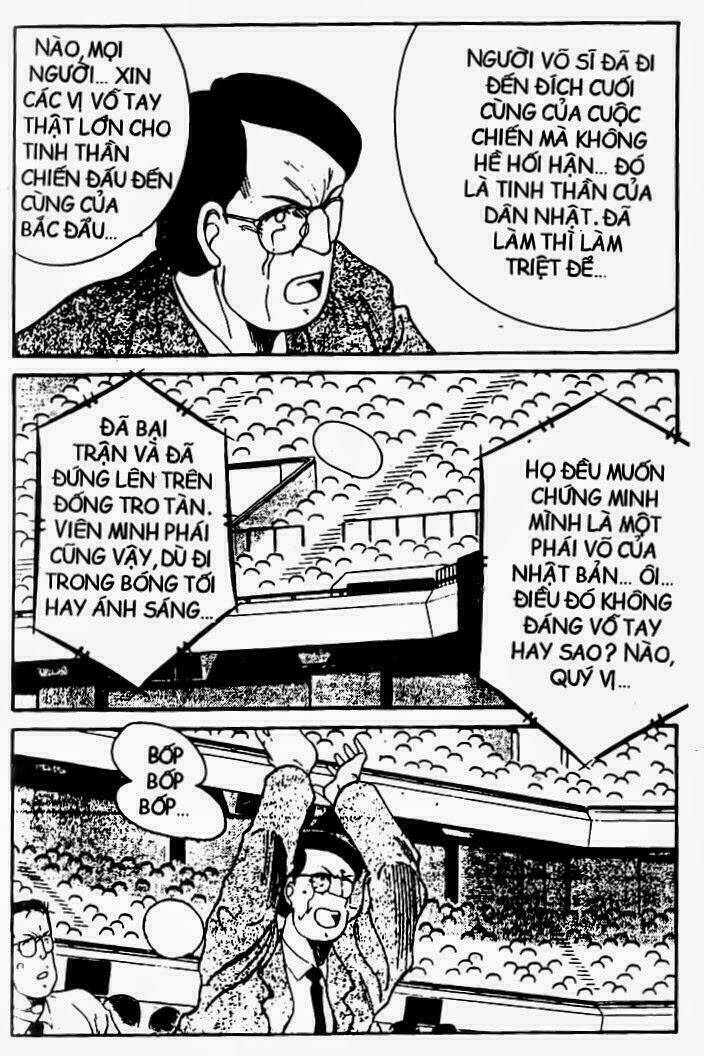 NÀO, MỌI
NGƯỜI... XIN
CÁC VỊ VỖ TAY
THẬT LỚN CHO
TINH THẦN
CHIẾN ĐẤU ĐẾN
CÙNG CỦA
BẮC ĐẨU...
NGƯỜI VÕ SĨ ĐÃ ĐI
ĐẾN ĐÍCH CUỐI
CÙNG CỦA CUỘC
CHIẾN MÀ KHÔNG
HỀ HỐI HẬN... ĐÓ
LÀ TINH THẦN CỦA
DÂN NHẬT. ĐÃ
LÀM THÌ LÀM
TRIỆT ĐỂ...
ĐÃ BẠI
TRẬN VÀ ĐÃ
ĐỨNG LÊN TRÊN
ĐỐNG TRO TÀN.
VIÊN MINH PHÁI
CŨNG VẬY, DÙ ĐI
TRONG BÓNG TỐI
HAY ÁNH SÁNG...
HỌ ĐỀU MUỐN
CHỨNG MINH
MÌNH LÀ MỘT
PHÁI VÕ CỦA
NHẬT BẢN... ÔI...
ĐIỀU ĐÓ KHÔNG
ĐÁNG VỖ TAY
HAY SAO? NÀO,
QUÝ VỊ...
BỐP
BỐP
BỐP...